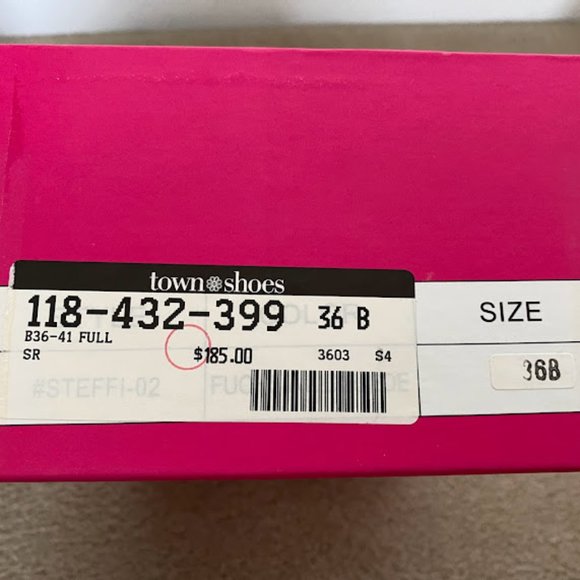 town shoes
118-432-399 36 B
B36-41 FULL
SR $185.00 3603 S4
SIZE
#STEFFI-02
36B